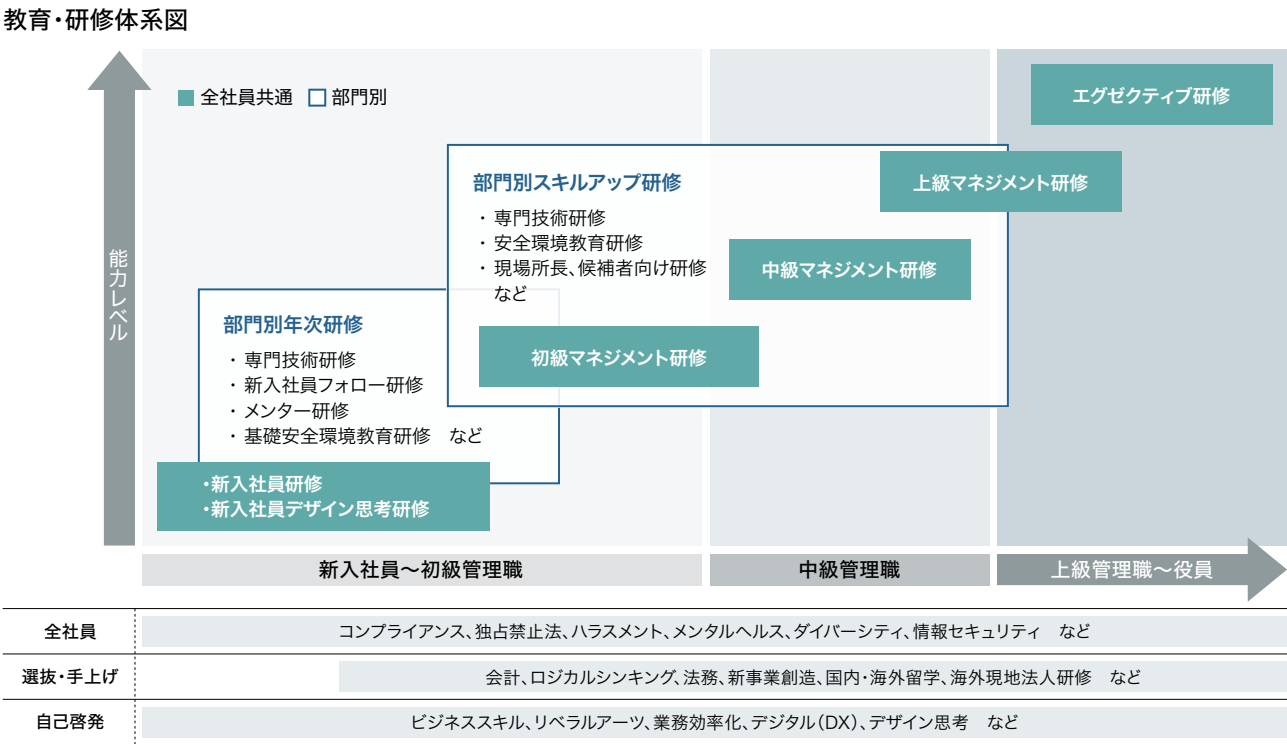 教育・研修体系図
能力レベル
全社員共通 部門別
エグゼクティブ研修
上級マネジメント研修
部門別スキルアップ研修
・ 専門技術研修
・ 安全環境教育研修
・ 現場所長、候補者向け研修
など
中級マネジメント研修
初級マネジメント研修
部門別年次研修
・ 専門技術研修
・ 新入社員フォロー研修
・ メンター研修
・ 基礎安全環境教育研修　など
・新入社員研修
・新入社員デザイン思考研修
新入社員～初級管理職 中級管理職 上級管理職～役員
全社員 コンプライアンス、独占禁止法、ハラスメント、メンタルヘルス、ダイバーシティ、情報セキュリティ　など
選抜・手上げ 会計、ロジカルシンキング、法務、新事業創造、国内・海外留学、海外現地法人研修　など
自己啓発 ビジネススキル、リベラルアーツ、業務効率化、デジタル（DX）、デザイン思考　など